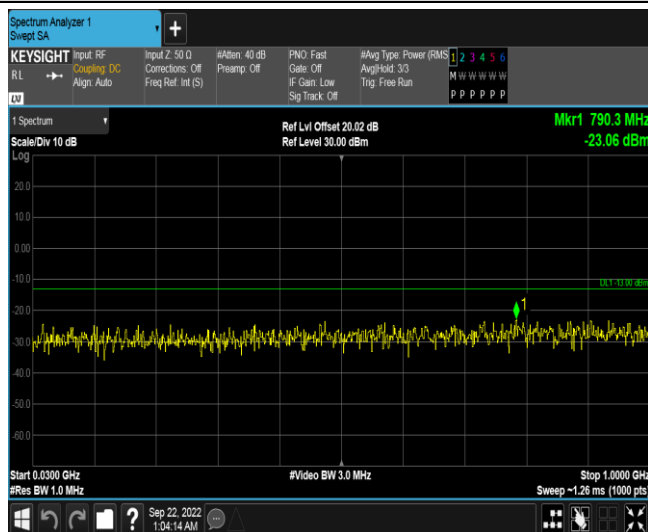 Spectrum Analyzer 1
Swept SA
KEYSIGHT
RL
LXI
Input: RF
Coupling: DC
Align: Auto
Input Z: 50 Ω
Corrections: Off
Freq Ref: Int (S)
#Atten: 40 dB
Preamp: Off
PNO: Fast
Gate: Off
IF Gain: Low
Sig Track: Off
#Avg Type: Power (RMS
Avg|Hold: 3/3
Trig: Free Run
1 2 3 4 5 6
M W W W W W
P P P P P P
1 Spectrum
Scale/Div 10 dB
Log
Ref Lvl Offset 20.02 dB
Ref Level 30.00 dBm
Mkr1 790.3 MHz
-23.06 dBm
20.0
10.0
0.00
-10.0
DL1 -13.00 dBm
1
-20.0
-30.0
-40.0
-50.0
-60.0
Start 0.0300 GHz
#Res BW 1.0 MHz
#Video BW 3.0 MHz
Stop 1.0000 GHz
Sweep ~1.26 ms (1000 pts)
?
Sep 22, 2022
1:04:14 AM